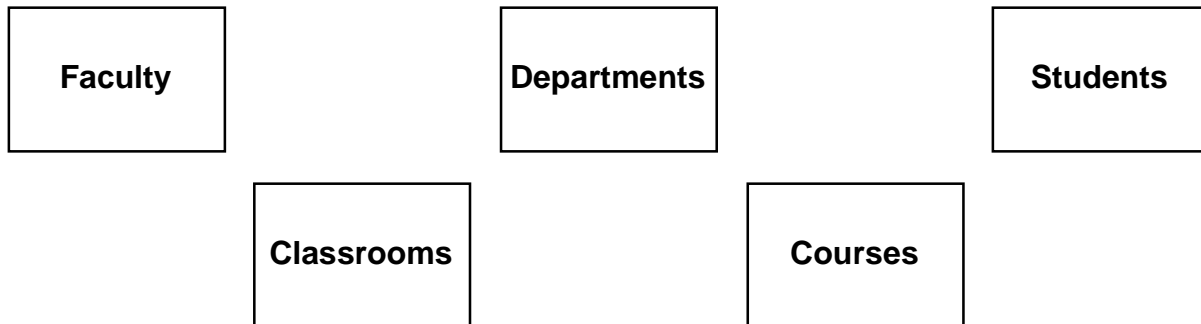 Faculty
Departments
Students
Classrooms
Courses